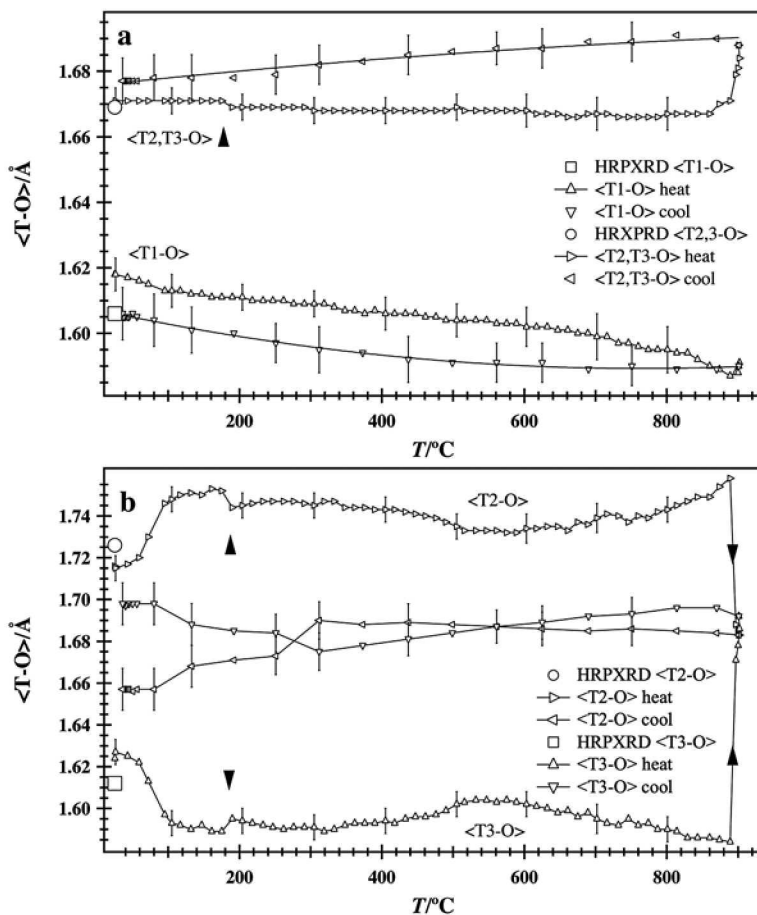 a
1.68
<T2,T3-O>
1.66
HRPXRD <T1-O>
<T1-O> heat
1.64
<T1-O> cool
HRXPRD <T2,3-O>
<T2,T3-O> heat
<T2,T3-O> cool
<T-O>/Å
<T1-O>
1.62
1.60
200
400
600
800
T/ºC
b
<T2-O>
1.74
1.72
1.70
1.68
<T-O>/Å
1.66
HRPXRD <T2-O>
<T2-O> heat
<T2-O> cool
1.64
HRPXRD <T3-O>
<T3-O> heat
1.62
<T3-O> cool
1.60
<T3-O>
200
400
600
800
T/ºC